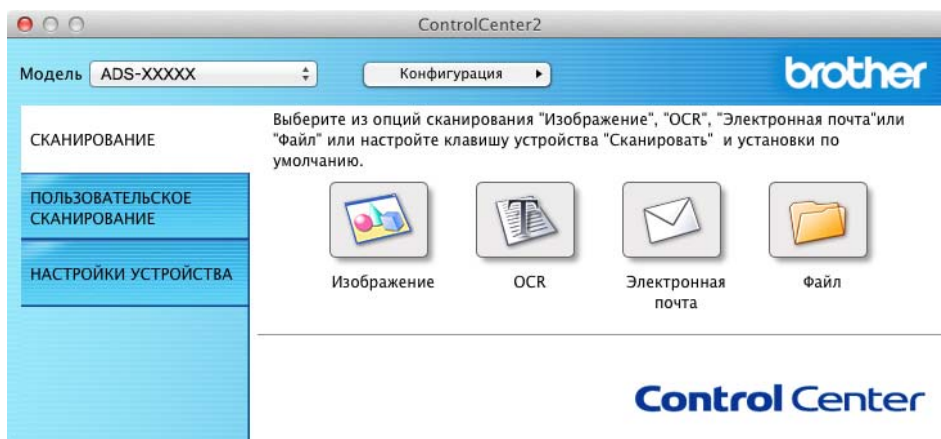 ControlCenter2
Модель ADS-XXXXX Конфигурация brother
СКАНИРОВАНИЕ
Выберите из опций сканирования "Изображение", "OCR", "Электронная почта"или
"Файл" или настройте клавишу устройства "Сканировать" и установки по
умолчанию.
ПОЛЬЗОВАТЕЛЬСКОЕ
СКАНИРОВАНИЕ
НАСТРОЙКИ УСТРОЙСТВА
Изображение OCR Электронная
почта Файл
Control Center